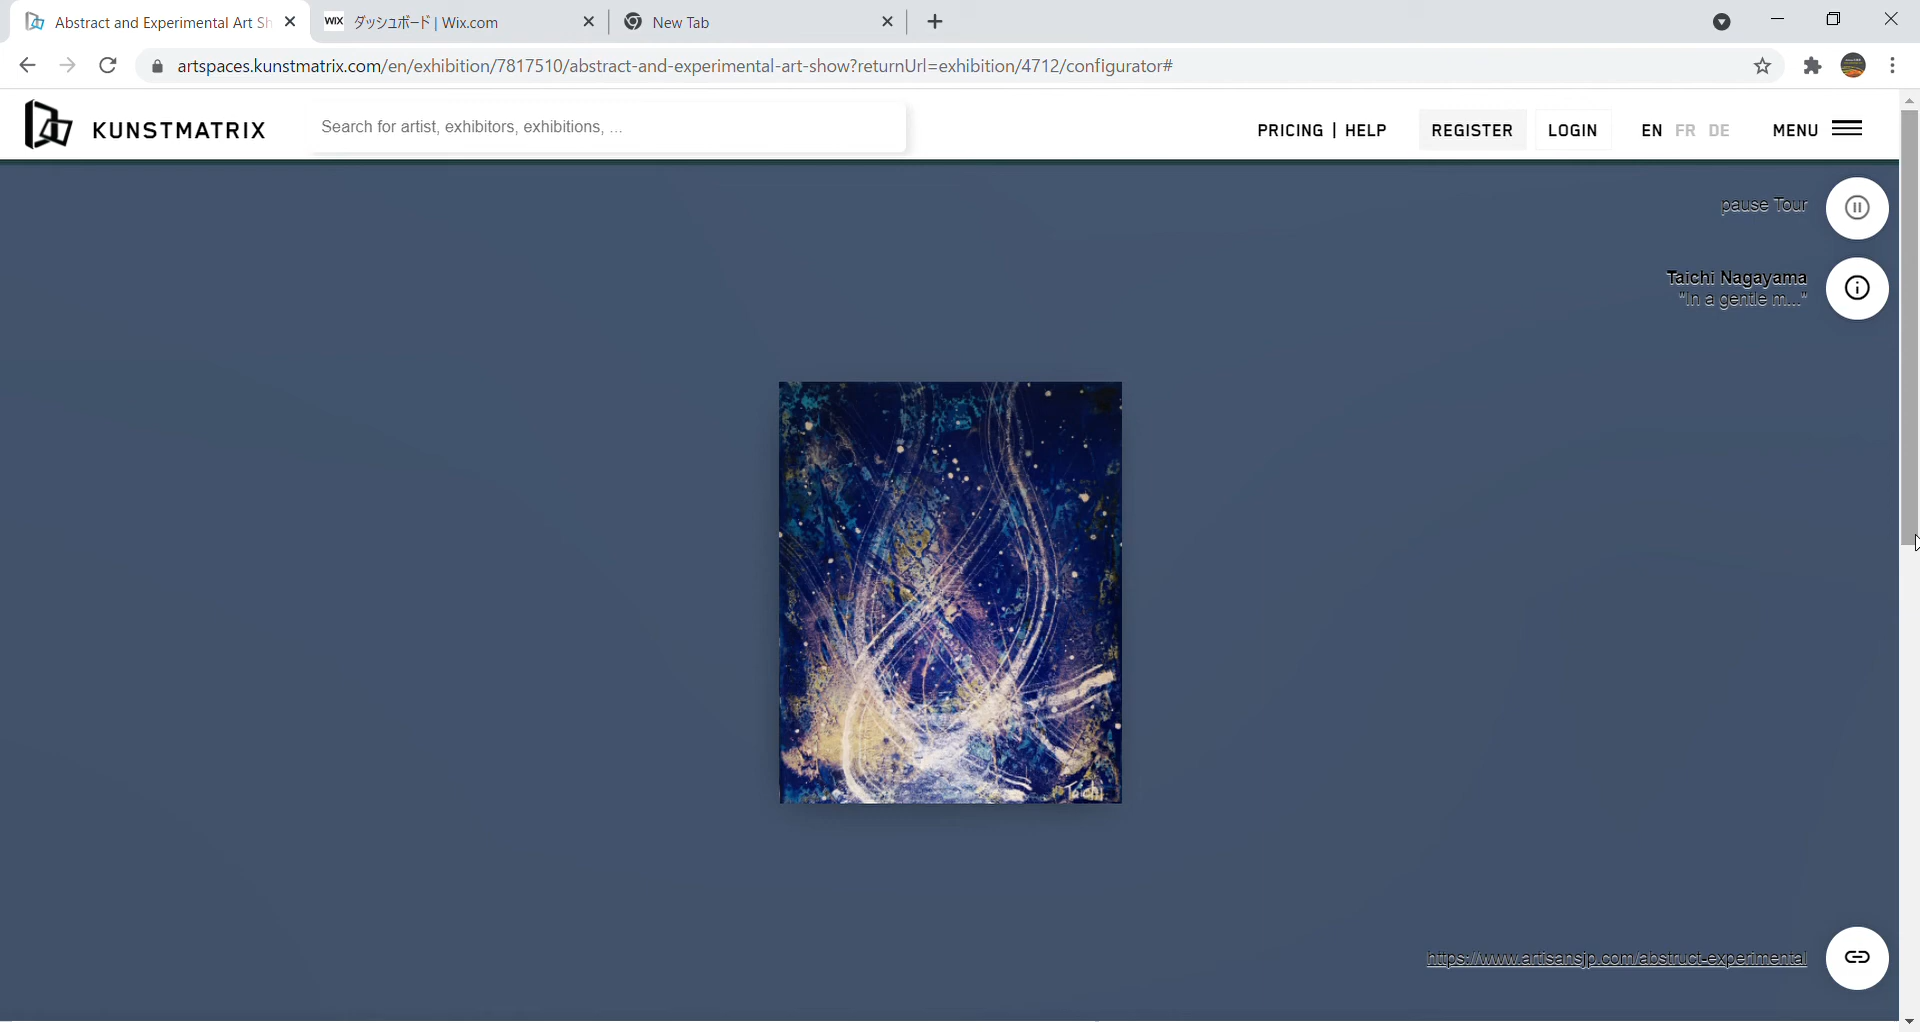 Abstract and Experimental Art Sh
WIX ダッシュボード | Wix.com
New Tab
artspaces.kunstmatrix.com/en/exhibition/7817510/abstract-and-experimental-art-show?returnUrl=exhibition/4712/configurator#
KUNSTMATRIX
Search for artist, exhibitors, exhibitions, ...
PRICING | HELP
REGISTER
LOGIN
EN FR DE
MENU
pause Tour
Taichi Nagayama
"In a gentle m..."
https://www.artisansjp.com/abstruct-experimental